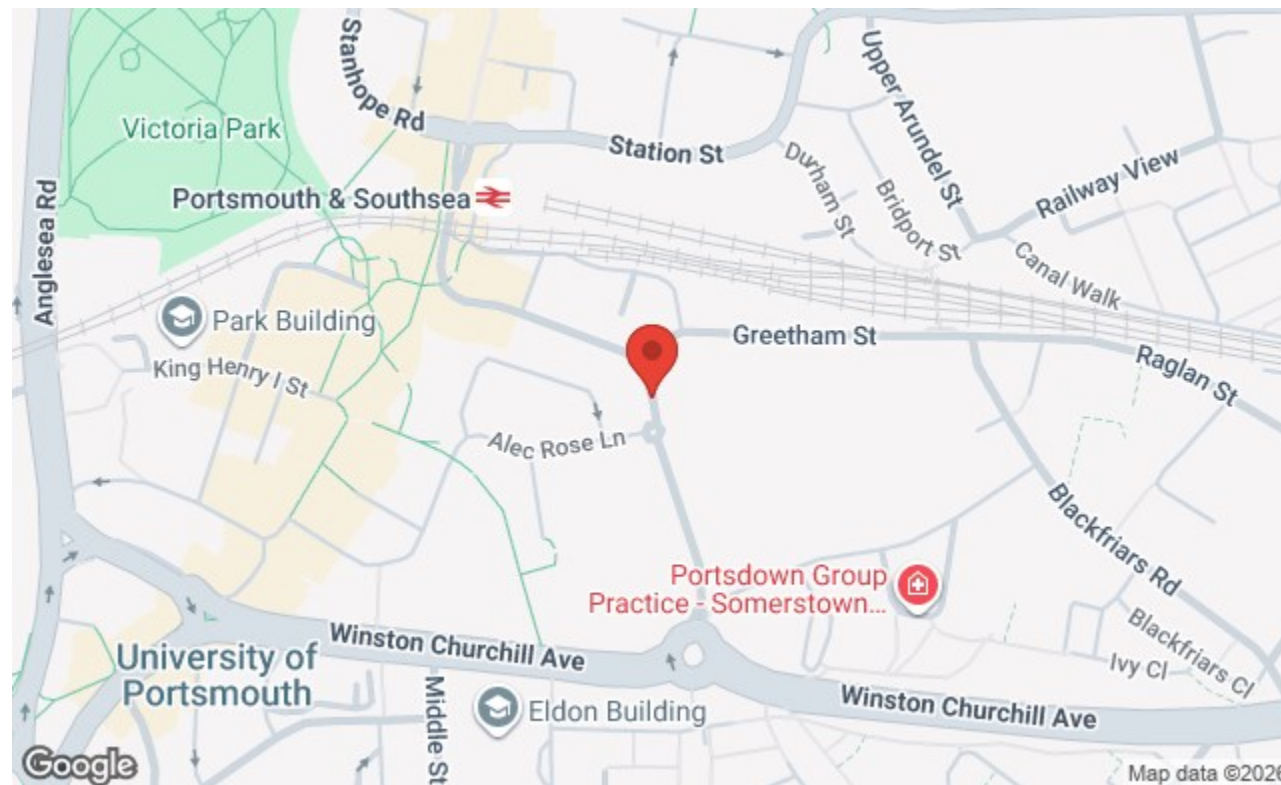 Stanhope Rd
Upper Arundel St
Victoria Park
Station St
Durham St
Railway View
Portsmouth & Southsea
Bridport St
Anglesea Rd
Canal Walk
Park Building
Greetham St
Raglan St
King Henry I St
Alec Rose Ln
Blackfriars Rd
Portsdown Group
Practice - Somerstown...
Winston Churchill Ave
Blackfriars Cl
University of
Portsmouth
Ivy Cl
Middle St
Eldon Building
Winston Churchill Ave
Google
Map data ©2026